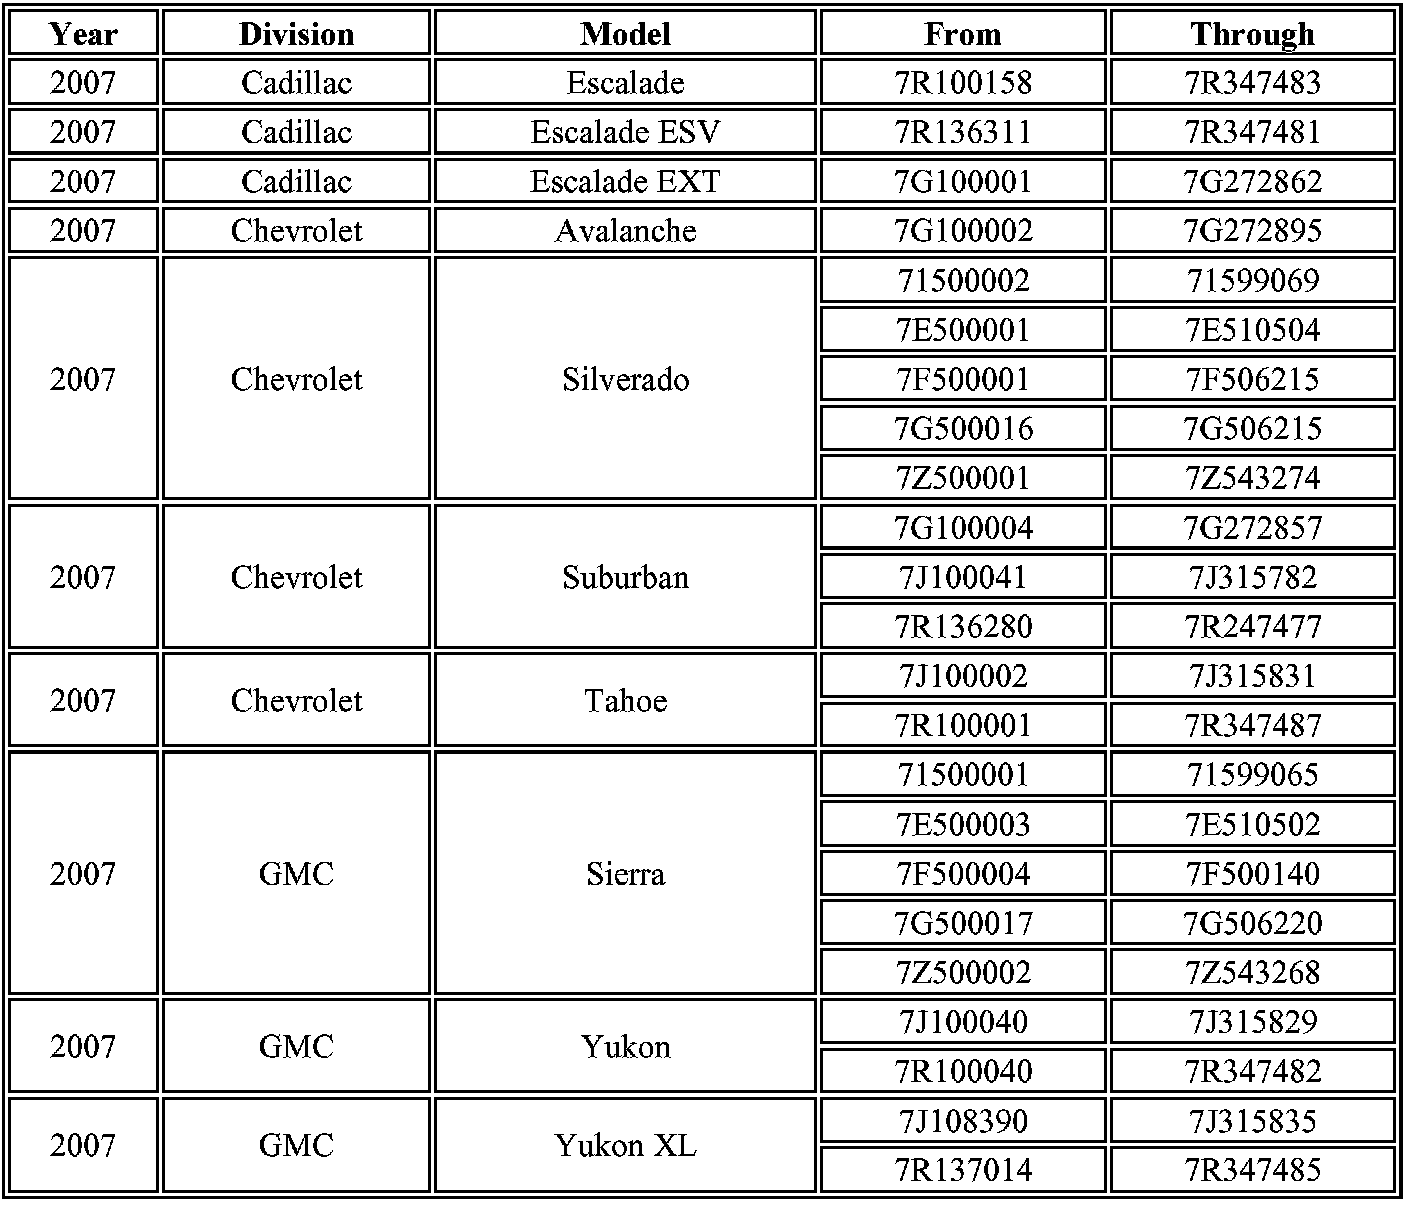 Year Division Model From Through
2007 Cadillac Escalade 7R100158 7R347483
2007 Cadillac Escalade ESV 7R136311 7R347481
2007 Cadillac Escalade EXT 7G100001 7G272862
2007 Chevrolet Avalanche 7G100002 7G272895
2007 Chevrolet Silverado 71500002 71599069
7E500001 7E510504
7F500001 7F506215
7G500016 7G506215
7Z500001 7Z543274
2007 Chevrolet Suburban 7G100004 7G272857
7J100041 7J315782
7R136280 7R247477
2007 Chevrolet Tahoe 7J100002 7J315831
7R100001 7R347487
2007 GMC Sierra 71500001 71599065
7E500003 7E510502
7F500004 7F500140
7G500017 7G506220
7Z500002 7Z543268
2007 GMC Yukon 7J100040 7J315829
7R100040 7R347482
2007 GMC Yukon XL 7J108390 7J315835
7R137014 7R347485